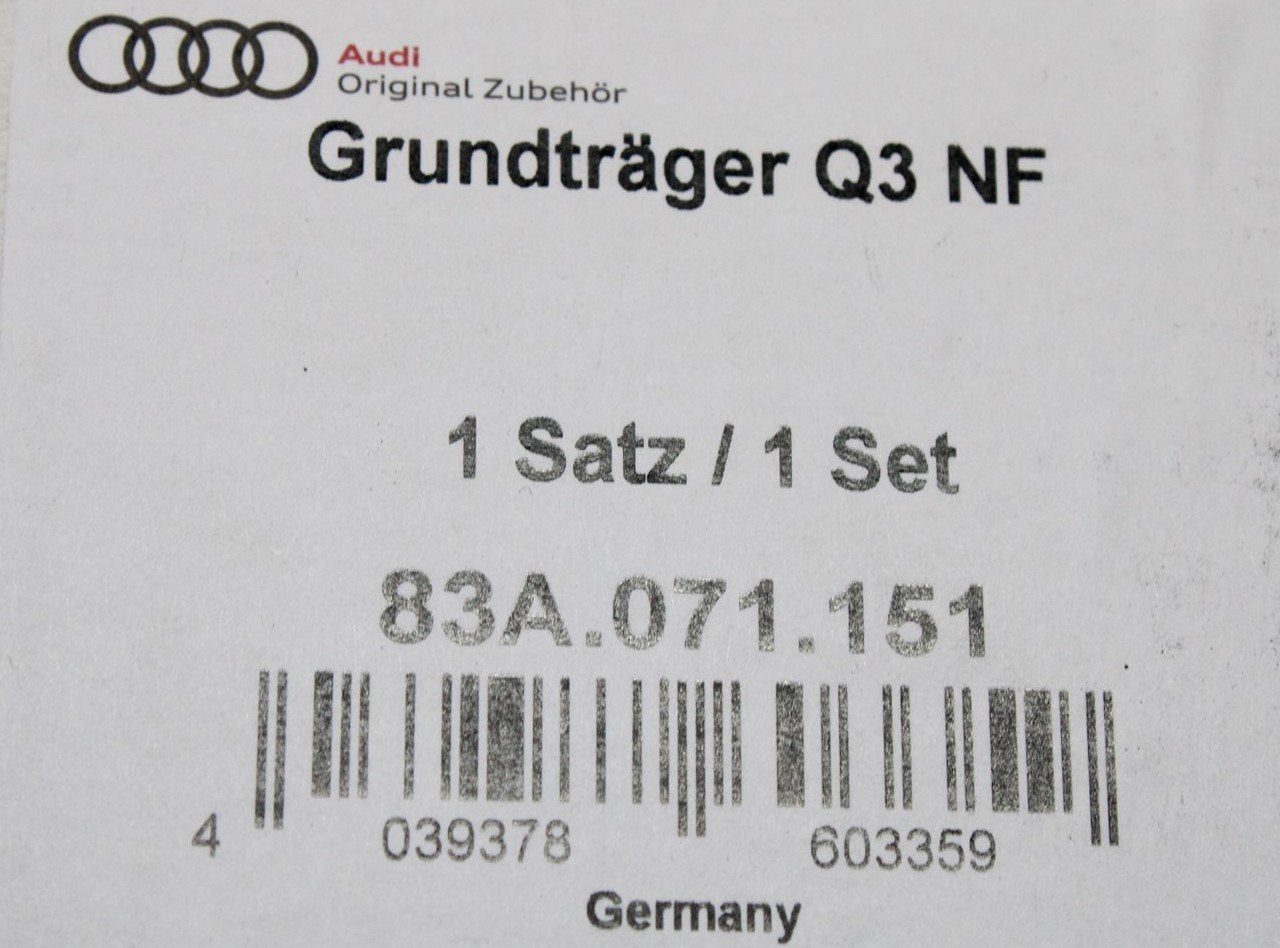 Audi
Original Zubehör
Grundträger Q3 NF
1 Satz / 1 Set
83A.071.151
4 039378 603359
Germany